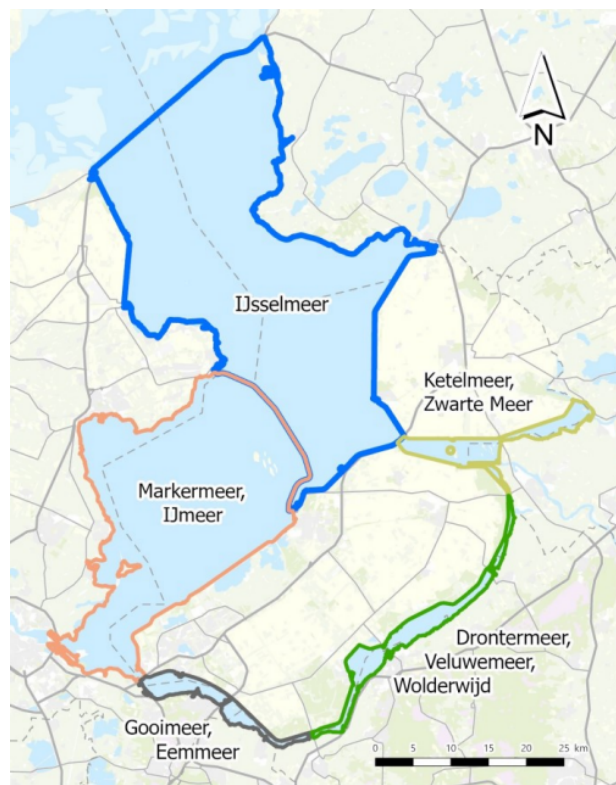 N
IJsselmeer
Ketelmeer,
Zwarte Meer
Markermeer,
IJmeer
Drontermeer,
Veluwemeer,
Wolderwijd
Gooimeer,
Eemmeer
0 5 10 15 20 25
km